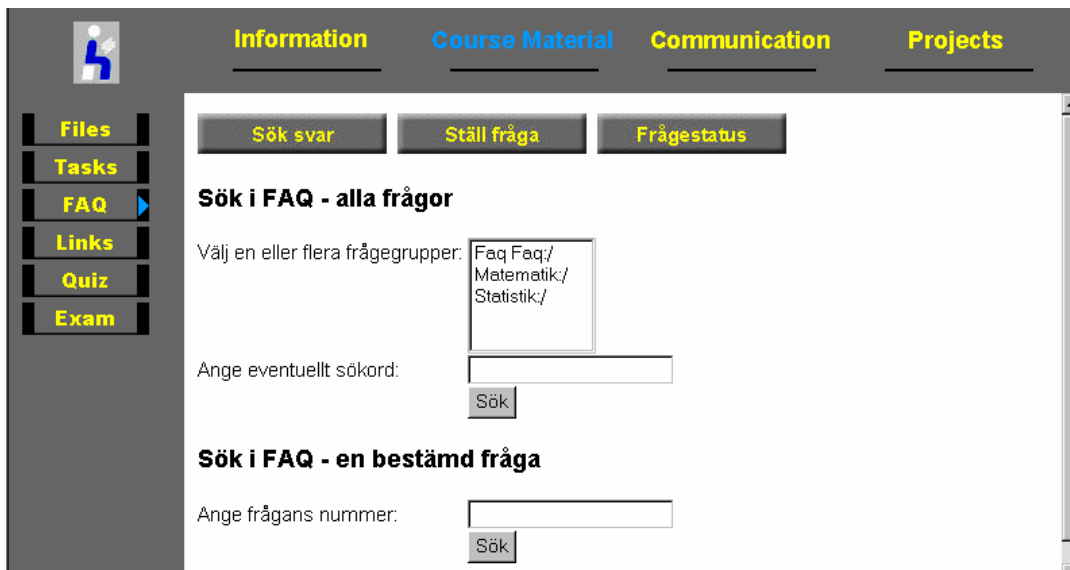 Information Course Material Communication Projects
Files
Tasks
FAQ
Links
Quiz
Exam
Sök svar Ställ fråga Frågestatus
Sök i FAQ - alla frågor
Välj en eller flera frågegrupper:
Faq Faq:/
Matematik:/
Statistik:/
Ange eventuellt sökord:
Sök
Sök i FAQ - en bestämd fråga
Ange frågans nummer:
Sök